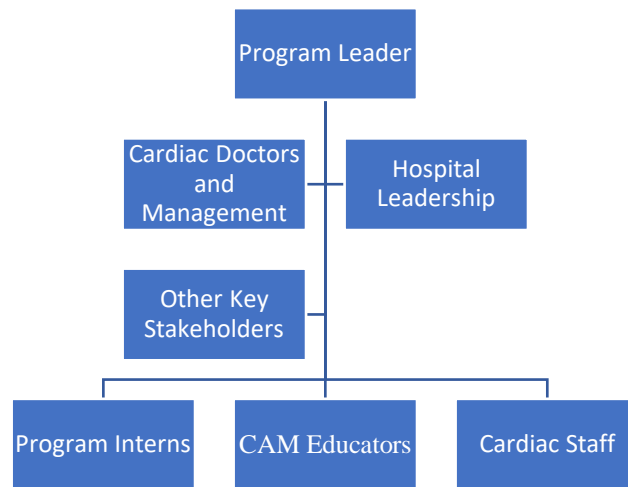 Program Leader
Cardiac Doctors
and
Management
Hospital
Leadership
Other Key
Stakeholders
Program Interns
CAM Educators
Cardiac Staff